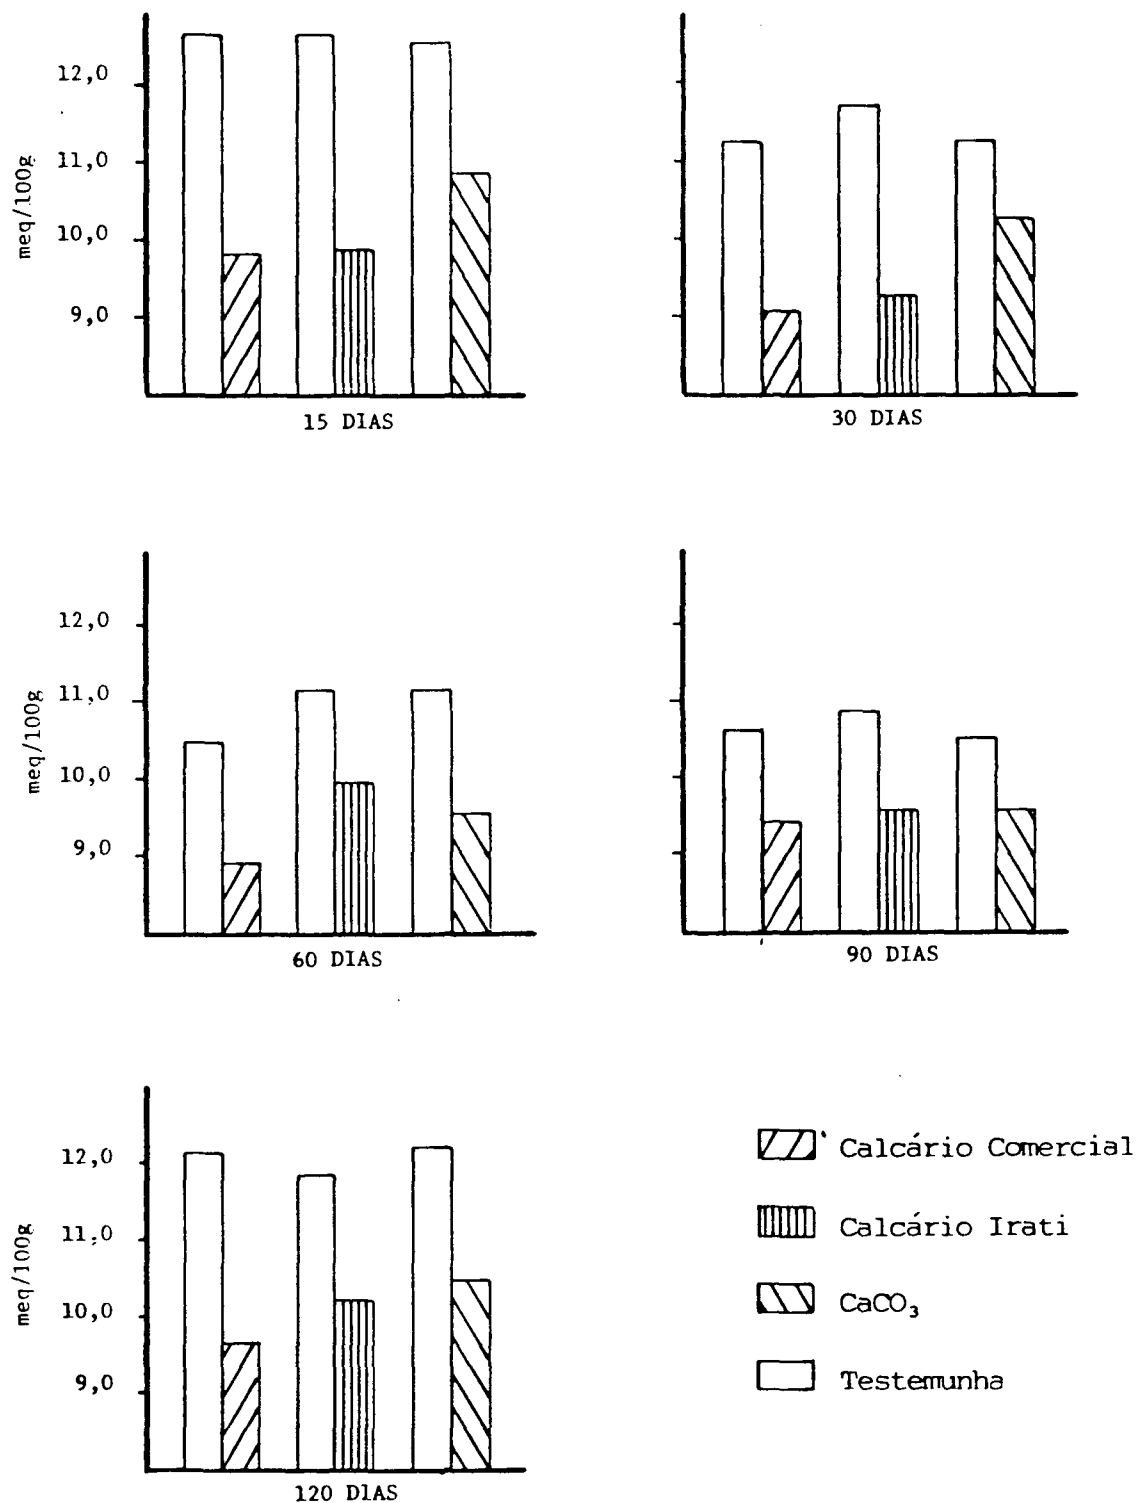 12,0
11,0
10,0
9,0
meq/100g
15 DIAS
30 DIAS
12,0
11,0
10,0
9,0
meq/100g
60 DIAS
90 DIAS
12,0
11,0
10,0
9,0
meq/100g
120 DIAS
Calcário Comercial
Calcário Irati
CaCO₃
Testemunha